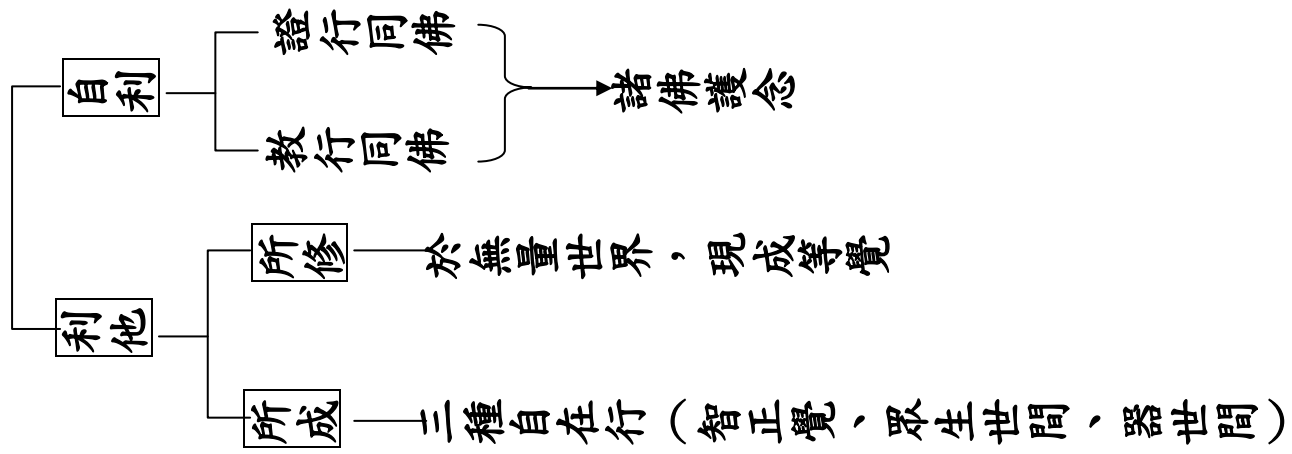 自利
證行同佛
教行同佛
諸佛護念
利他
所修
於無量世界，現成等覺
所成
三種自在行（智正覺、眾生世間、器世間）